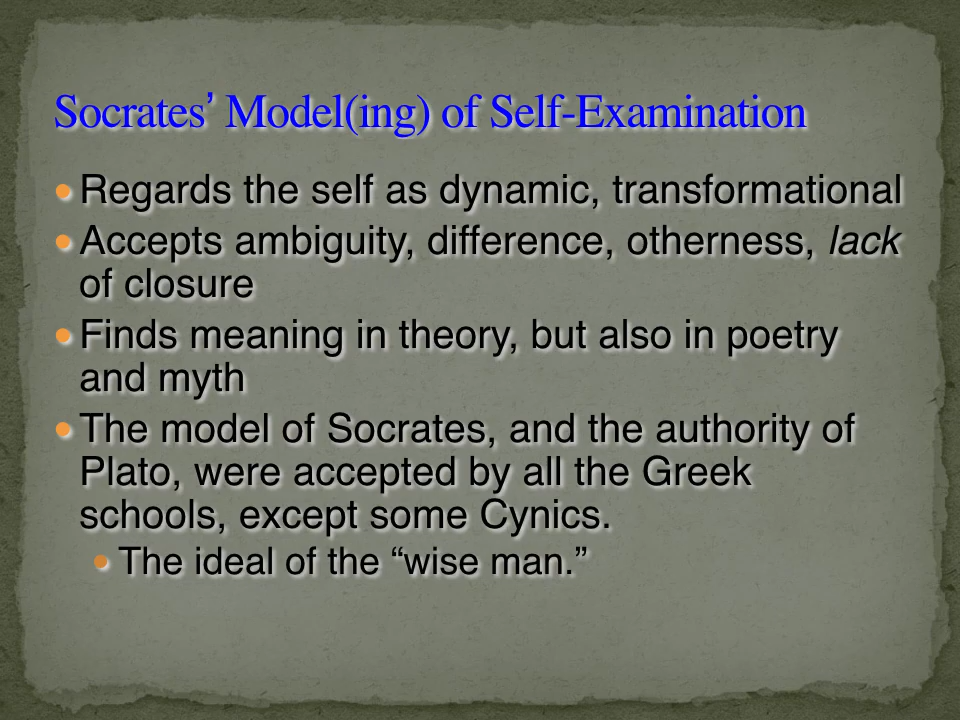 Socrates’ Model(ing) of Self-Examination
• Regards the self as dynamic, transformational
• Accepts ambiguity, difference, otherness, lack
of closure
• Finds meaning in theory, but also in poetry
and myth
• The model of Socrates, and the authority of
Plato, were accepted by all the Greek
schools, except some Cynics.
• The ideal of the “wise man.”